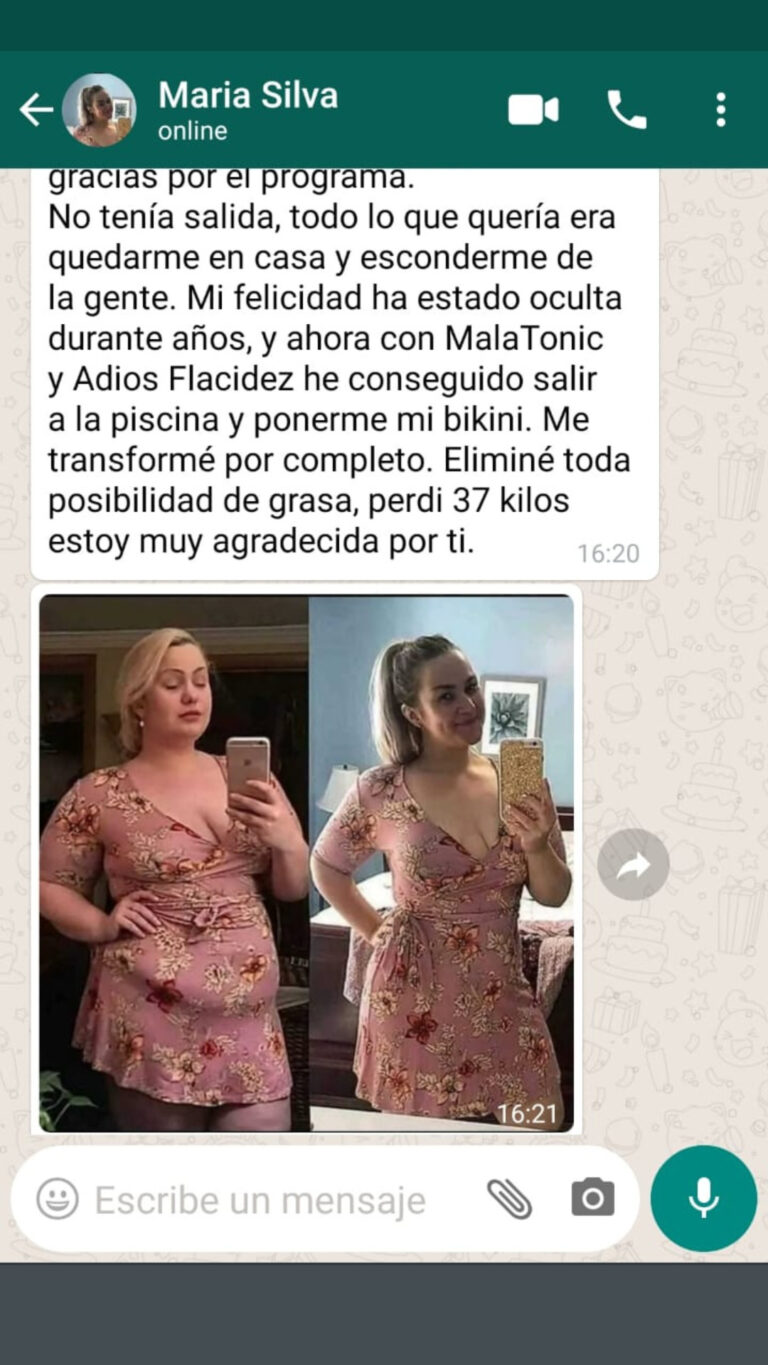 Maria Silva
online
gracias por el programa.
No tenía salida, todo lo que quería era
quedarme en casa y esconderme de
la gente. Mi felicidad ha estado oculta
durante años, y ahora con MalaTonic
y Adios Flacidez he conseguido salir
a la piscina y ponerme mi bikini. Me
transformé por completo. Eliminé toda
posibilidad de grasa, perdi 37 kilos
estoy muy agradecida por ti.
16:20
16:21
Escribe un mensaje